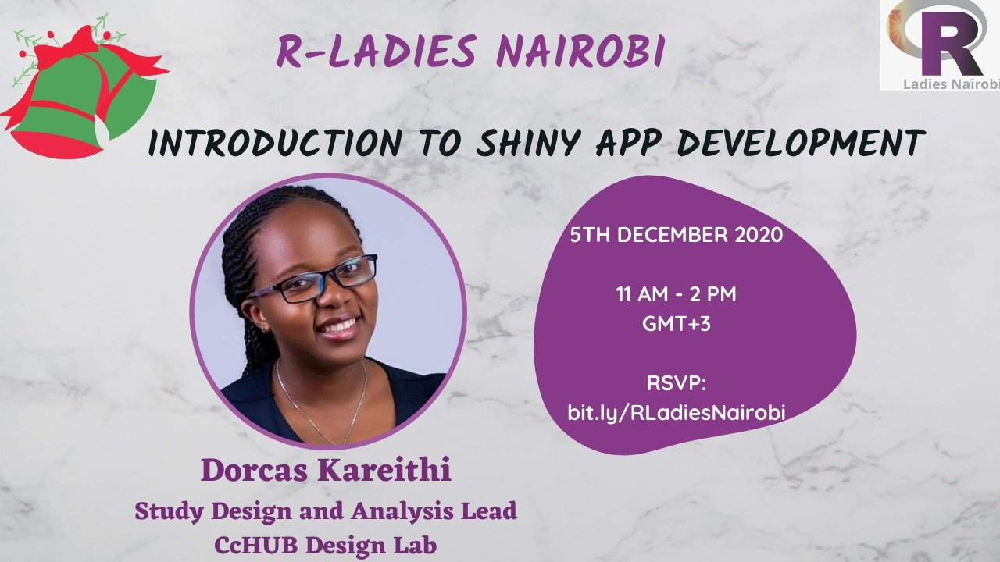 R-LADIES NAIROBI
R
Ladies Nairobi
INTRODUCTION TO SHINY APP DEVELOPMENT
5TH DECEMBER 2020
11 AM - 2 PM
GMT+3
RSVP:
bit.ly/RLadiesNairobi
Dorcas Kareithi
Study Design and Analysis Lead
CcHUB Design Lab